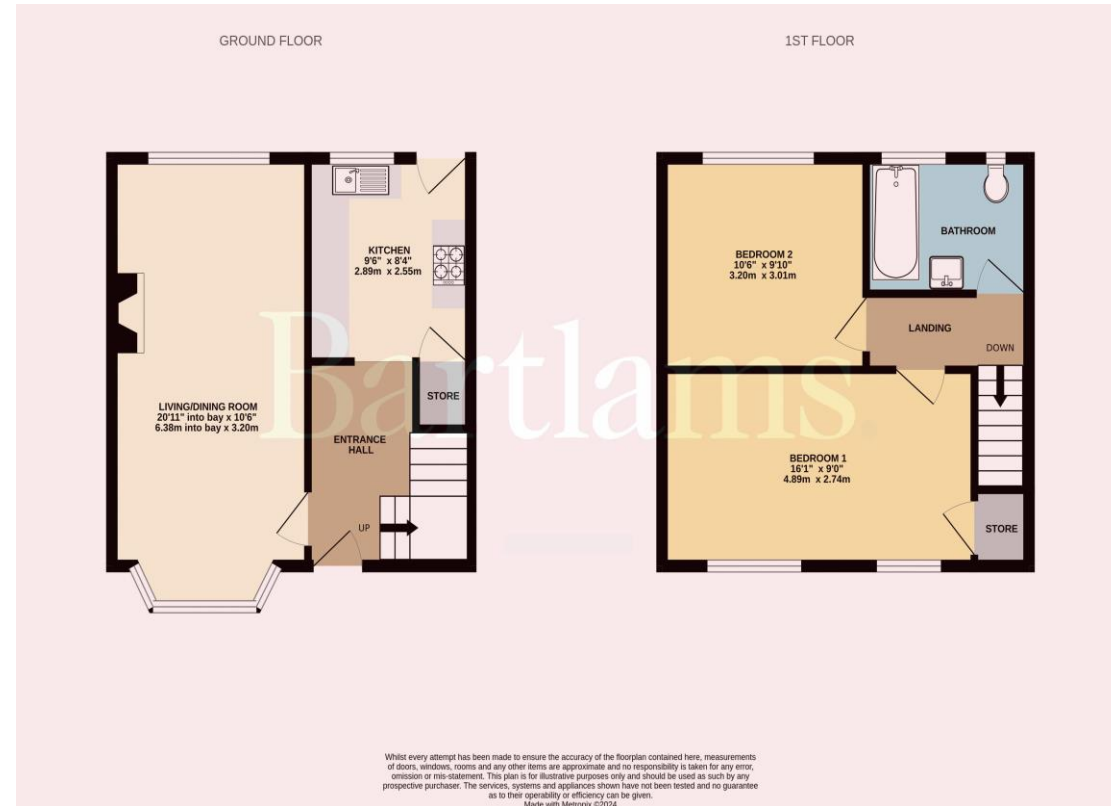 GROUND FLOOR
1ST FLOOR
KITCHEN
9'6" x 8'4"
2.89m x 2.55m
STORE
LIVING/DINING ROOM
20'11" into bay x 10'6"
6.38m into bay x 3.20m
ENTRANCE
HALL
UP
BEDROOM 2
10'6" x 9'10"
3.20m x 3.01m
BATHROOM
LANDING
DOWN
BEDROOM 1
16'1" x 9'0"
4.89m x 2.74m
STORE
Bartlams.
Whilst every attempt has been made to ensure the accuracy of the floorplan contained here, measurements
of doors, windows, rooms and any other items are approximate and no responsibility is taken for any error,
omission or mis-statement. This plan is for illustrative purposes only and should be used as such by any
prospective purchaser. The services, systems and appliances shown have not been tested and no guarantee
as to their operability or efficiency can be given.
Made with Metropix ©2024